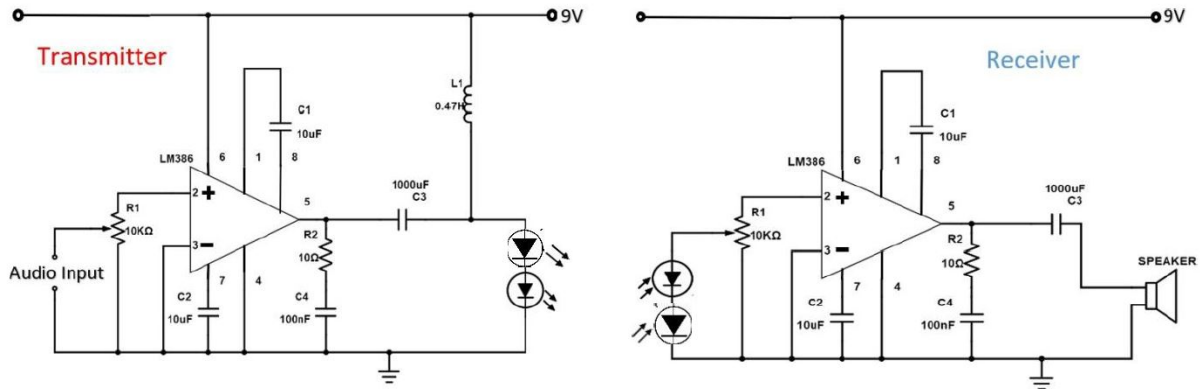 9V
Transmitter
L1
0.47H
C1
10uF
LM386
6
1
8
2
+
R1
10KΩ
3
−
5
1000uF
C3
R2
10Ω
Audio Input
7
4
C2
10uF
C4
100nF
9V
Receiver
C1
10uF
LM386
6
1
8
2
+
R1
10KΩ
3
−
5
1000uF
C3
R2
10Ω
SPEAKER
7
4
C2
10uF
C4
100nF